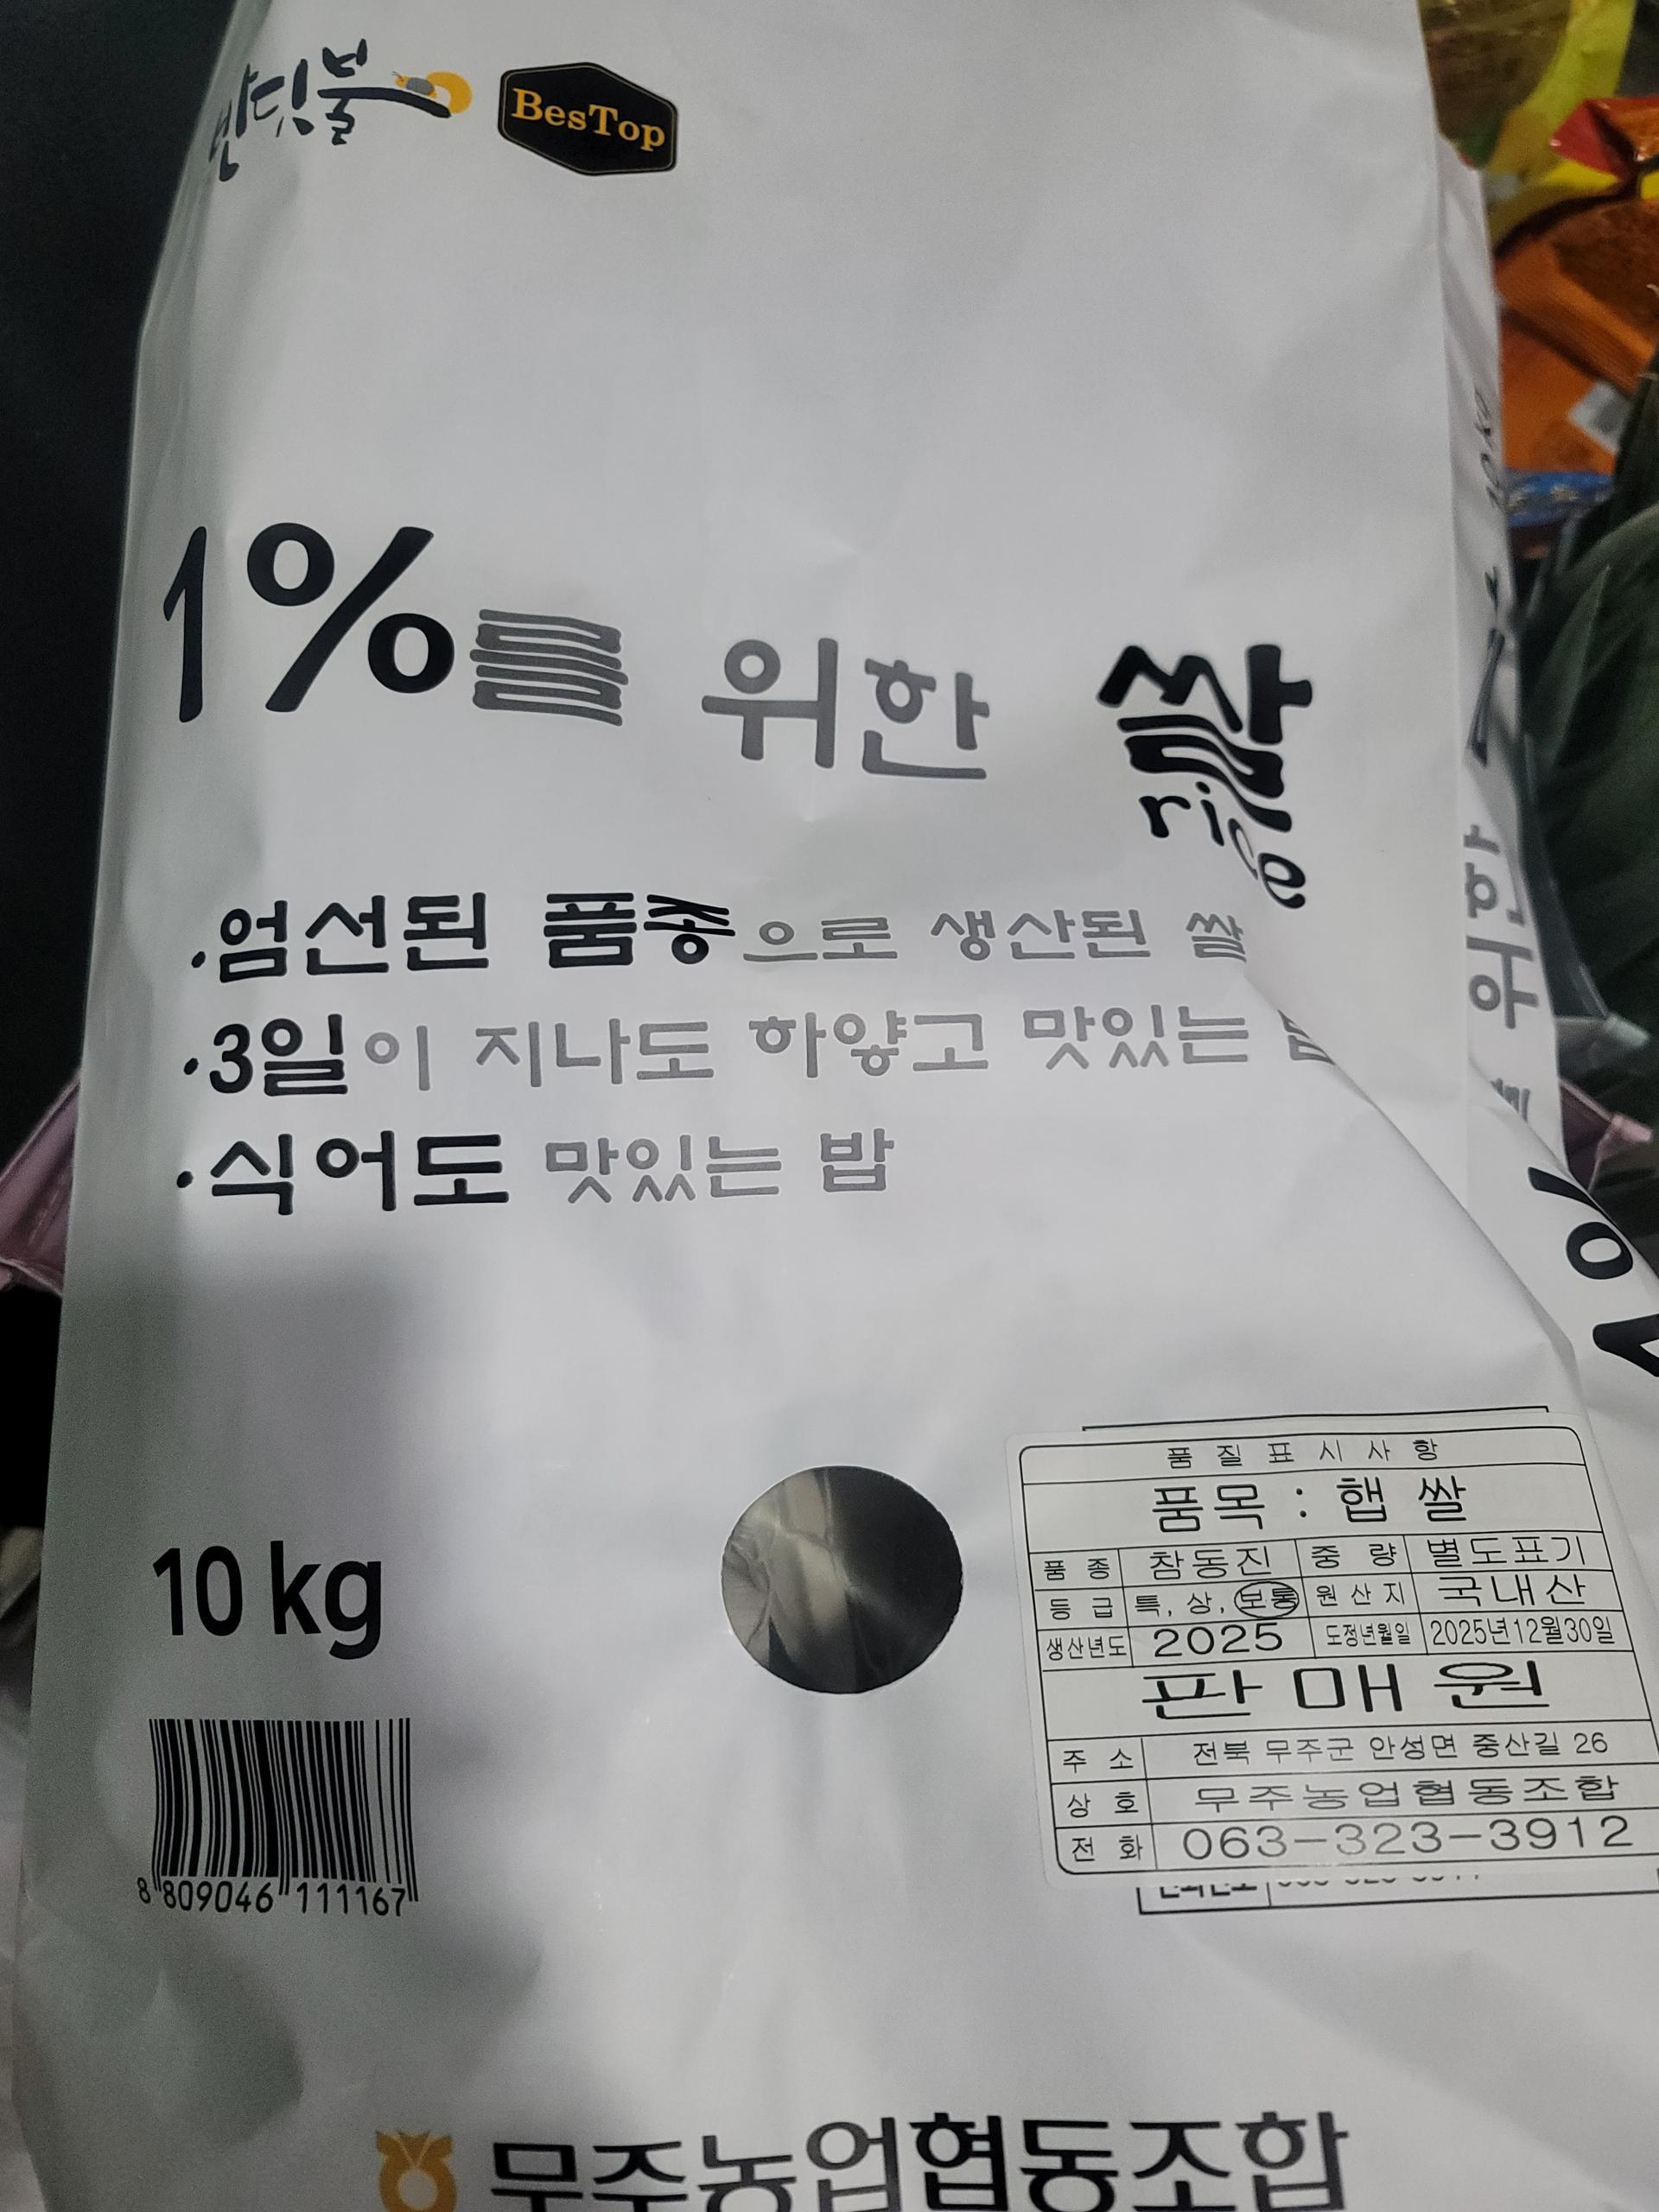 반딧불
BesTop
1%를 위한 쌀
·엄선된 품종으로 생산된 쌀
·3일이 지나도 하얗고 맛있는
·식어도 맛있는 밥
10 kg
8 809046 111167
품 질 표 시 사 항
품목 : 햅 쌀
품 종 참동진 중 량 별도표기
등 급 특, 상, 보통 원 산 지 국내산
생산년도 2025 도정년월일 2025년12월30일
판 매 원
주 소 전북 무주군 안성면 중산길 26
상 호 무주농업협동조합
전 화 063-323-3912
무주농업협동조합
위한
10 kg